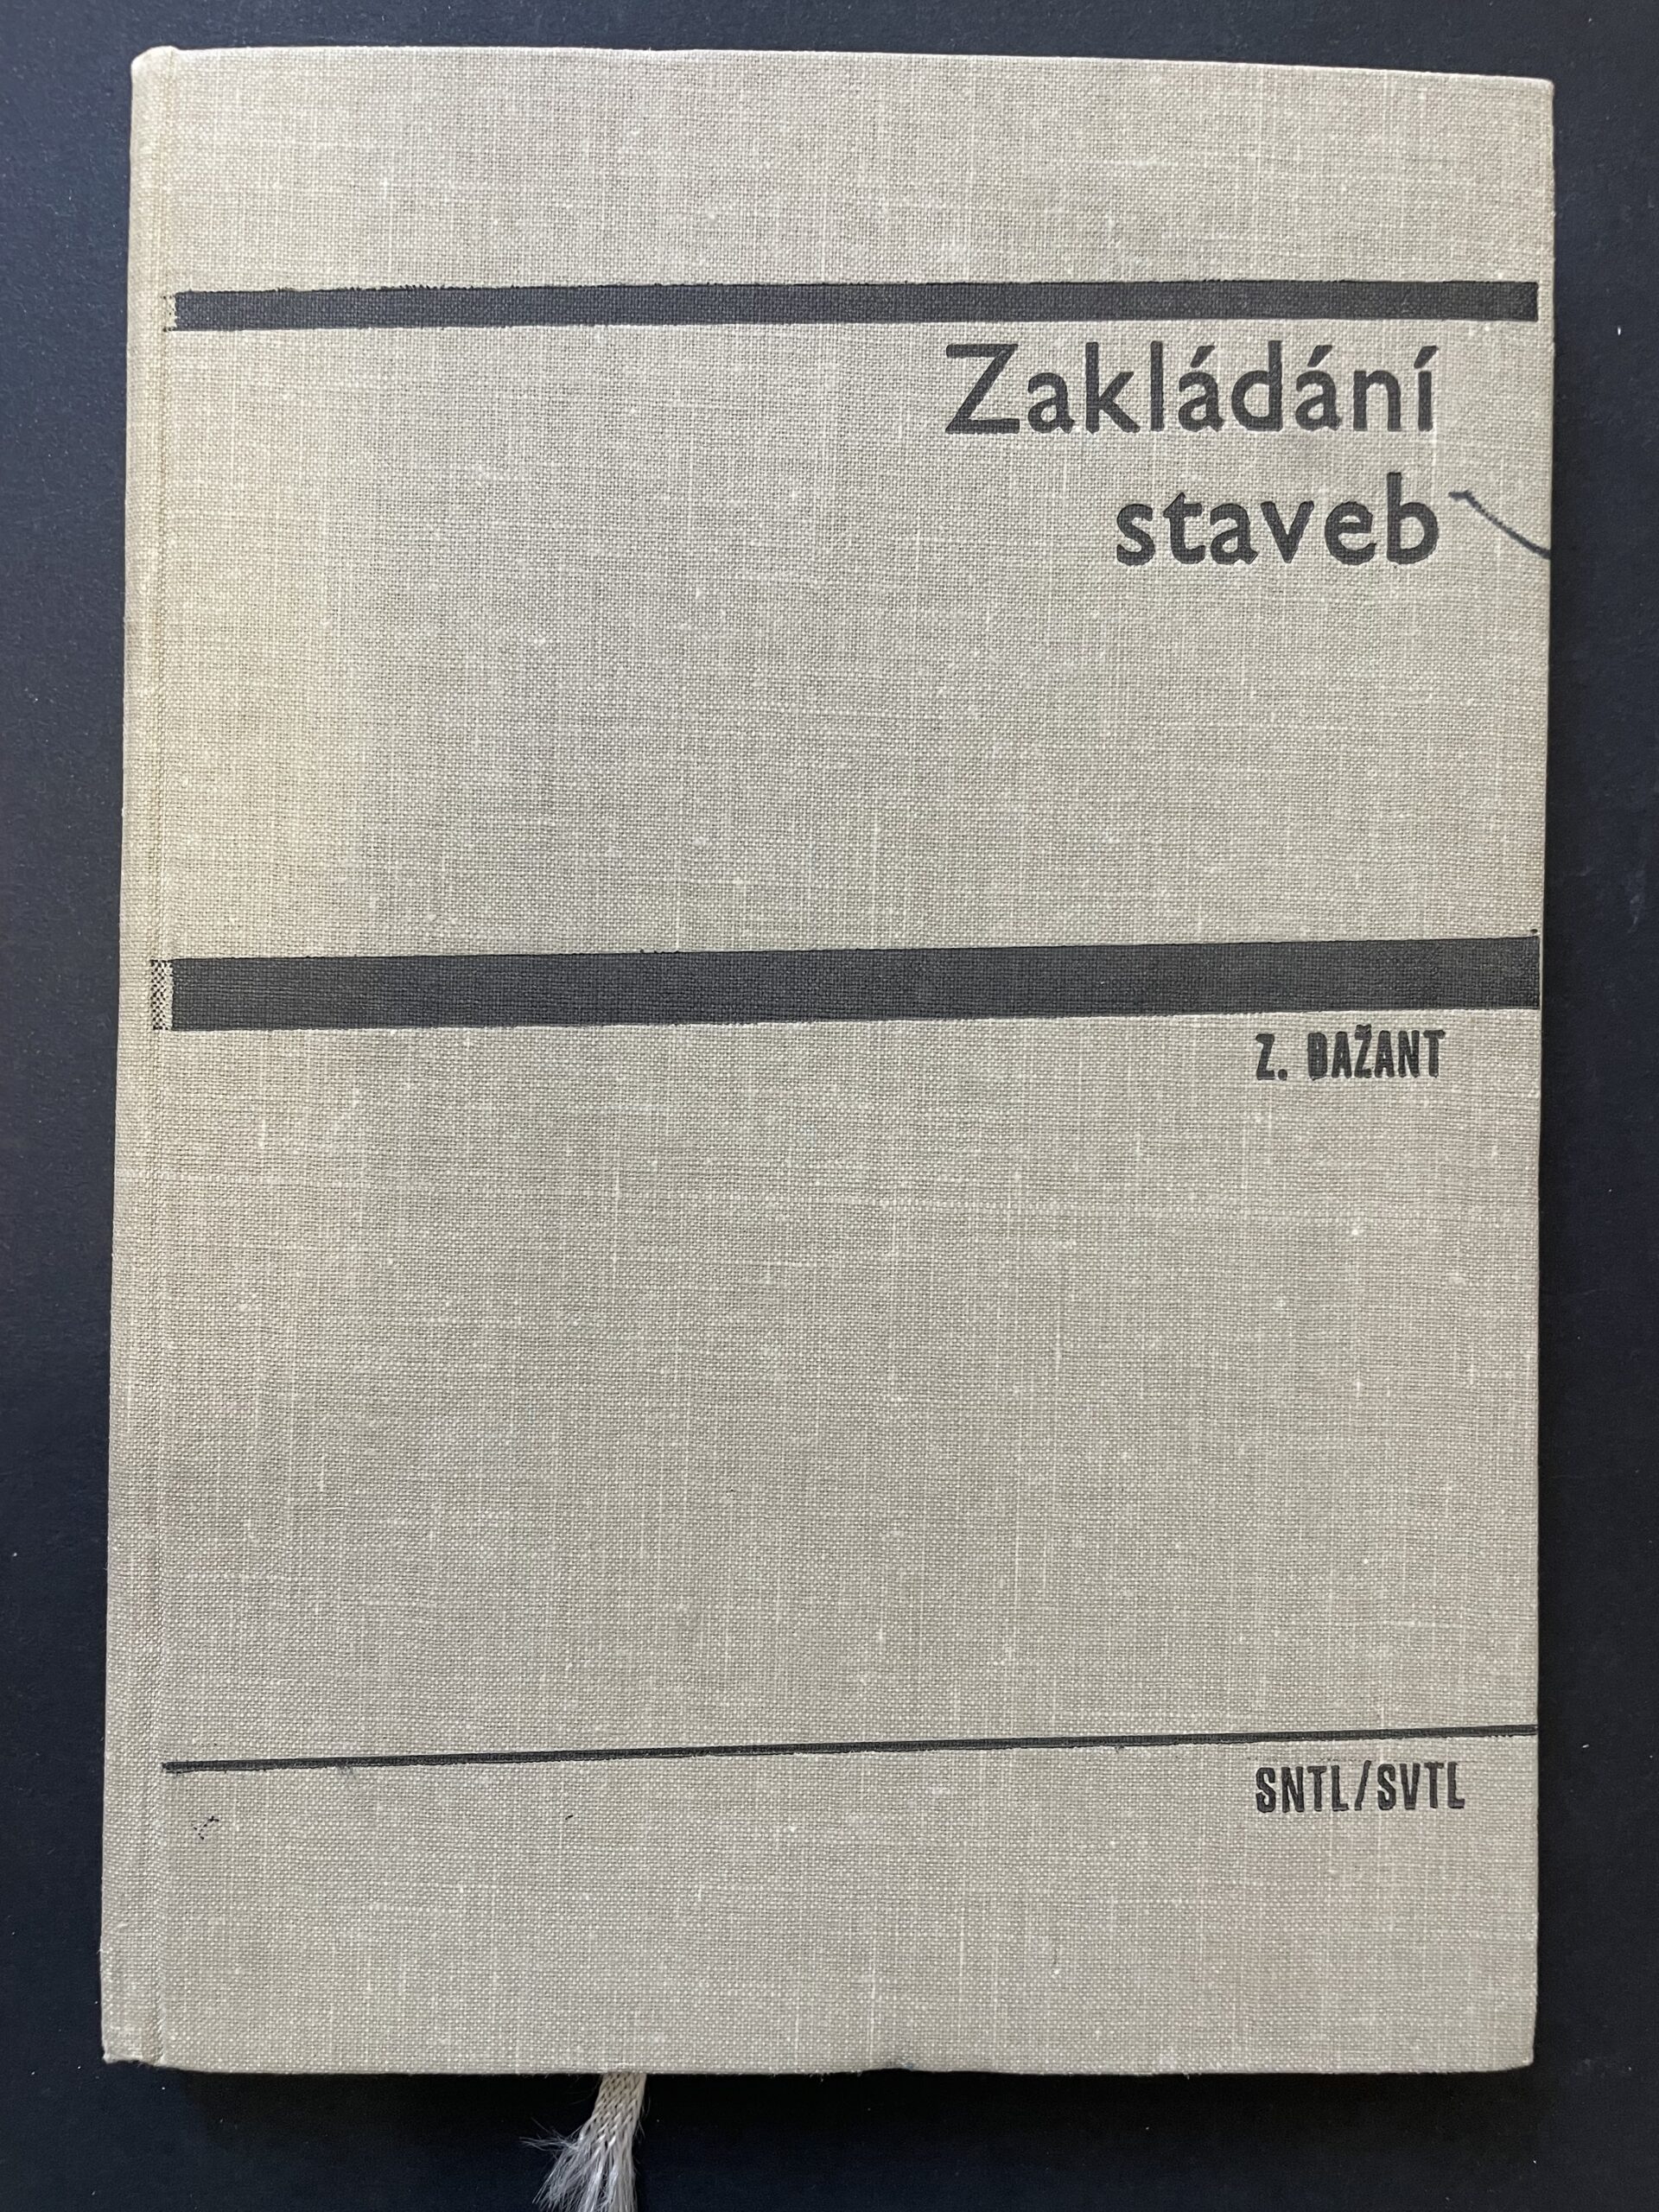 Zakládání
staveb
Z. BAŽANT
SNTL/SVTL